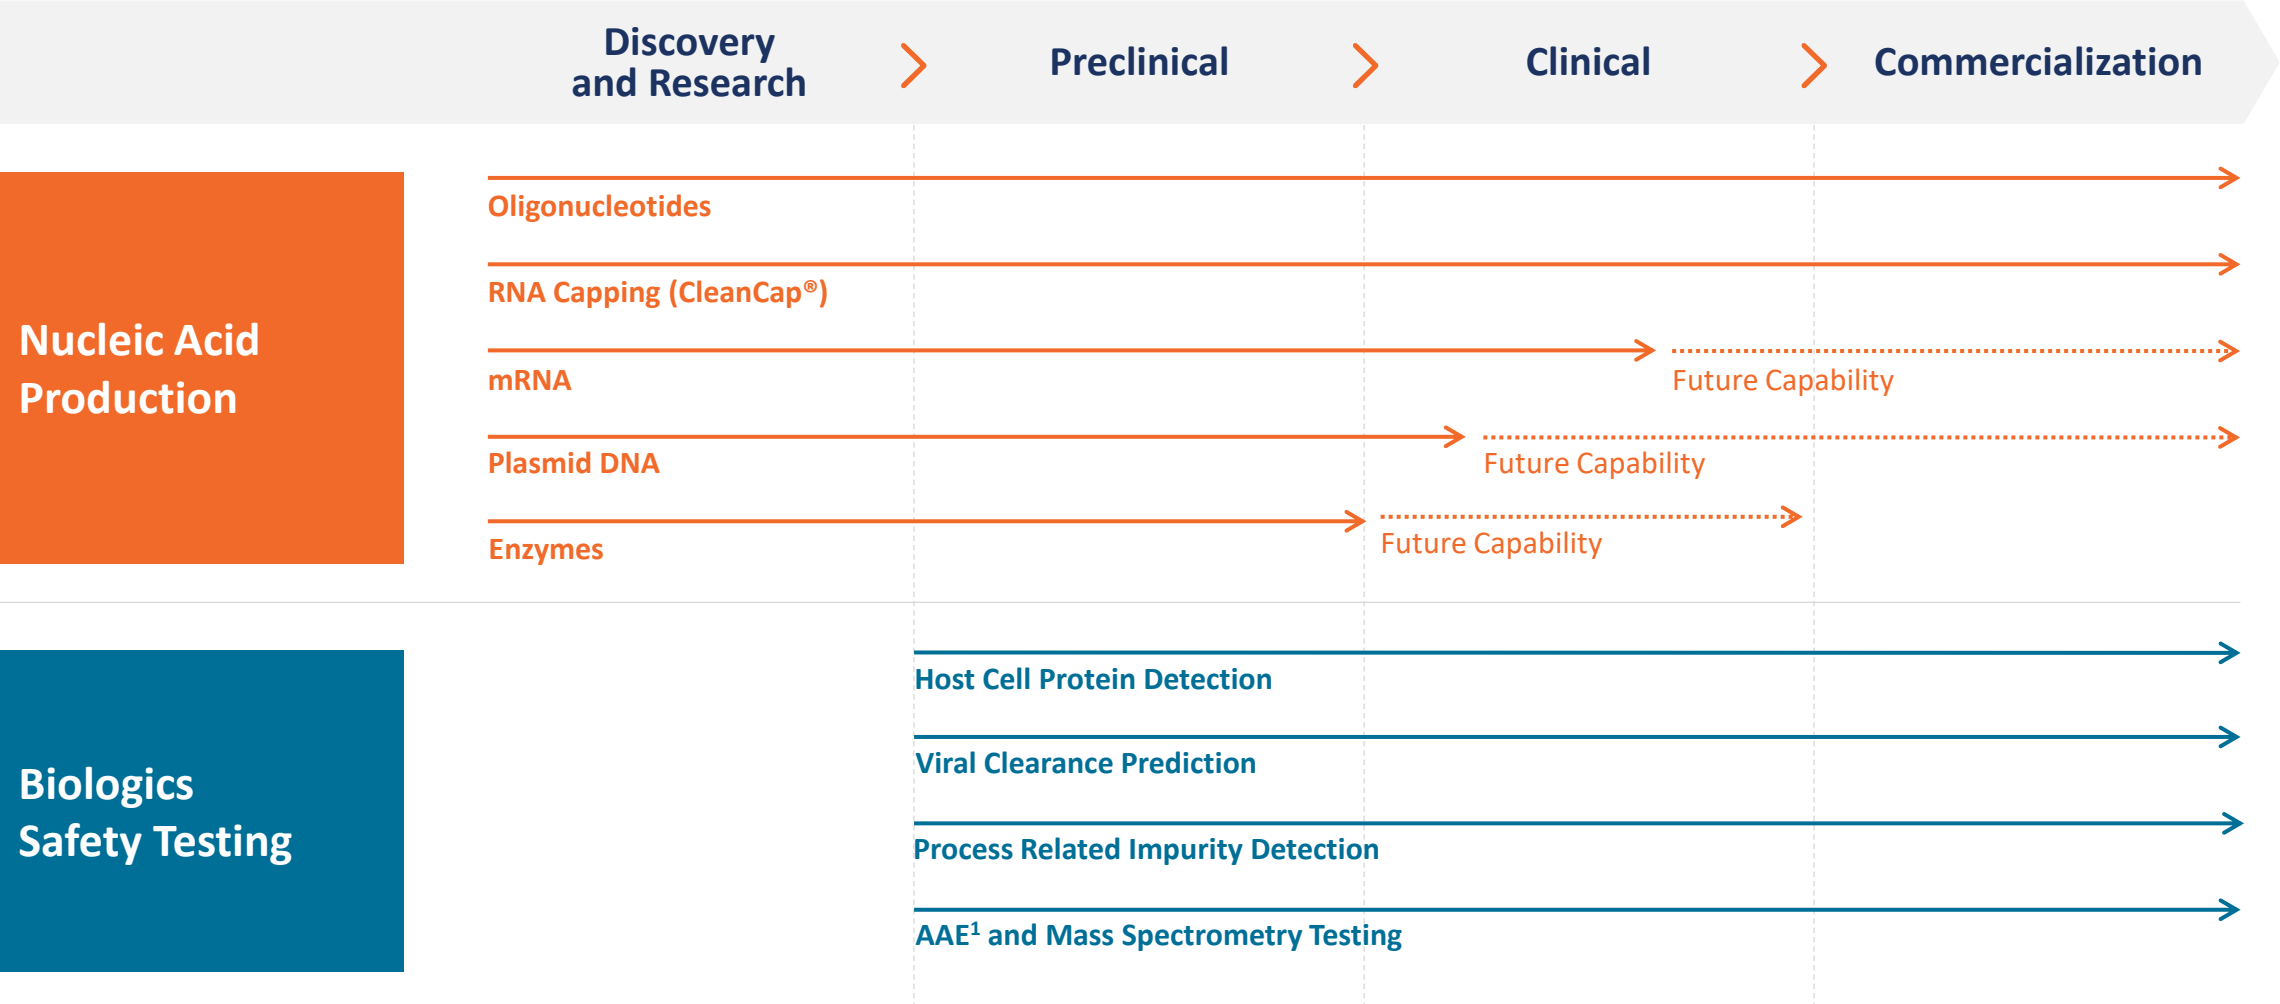 Discovery
and Research
Preclinical
Clinical
Commercialization
Nucleic Acid
Production
Oligonucleotides
RNA Capping (CleanCap®)
mRNA
Future Capability
Plasmid DNA
Future Capability
Enzymes
Future Capability
Biologics
Safety Testing
Host Cell Protein Detection
Viral Clearance Prediction
Process Related Impurity Detection
AAE¹ and Mass Spectrometry Testing